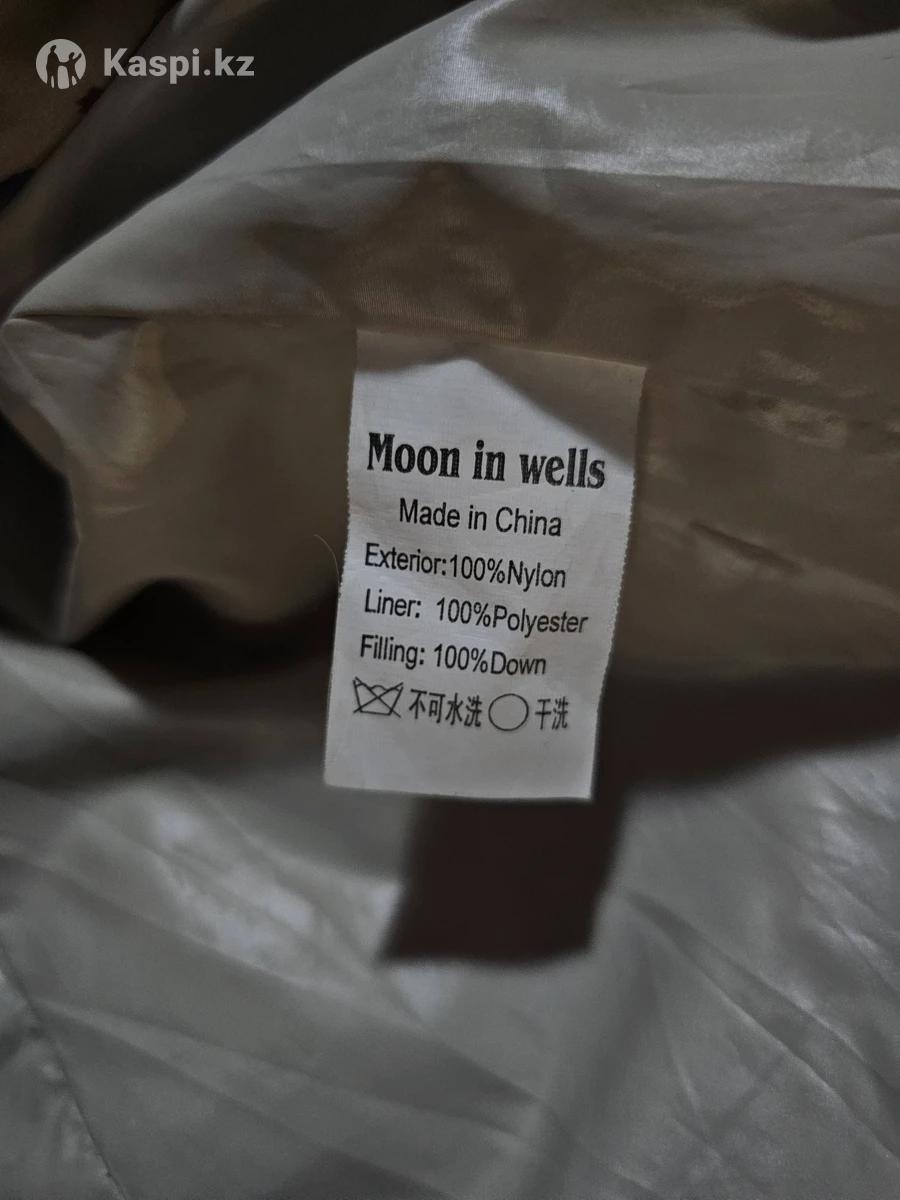 Kaspi.kz
Moon in wells
Made in China
Exterior:100%Nylon
Liner: 100%Polyester
Filling: 100%Down
不可水洗 干洗